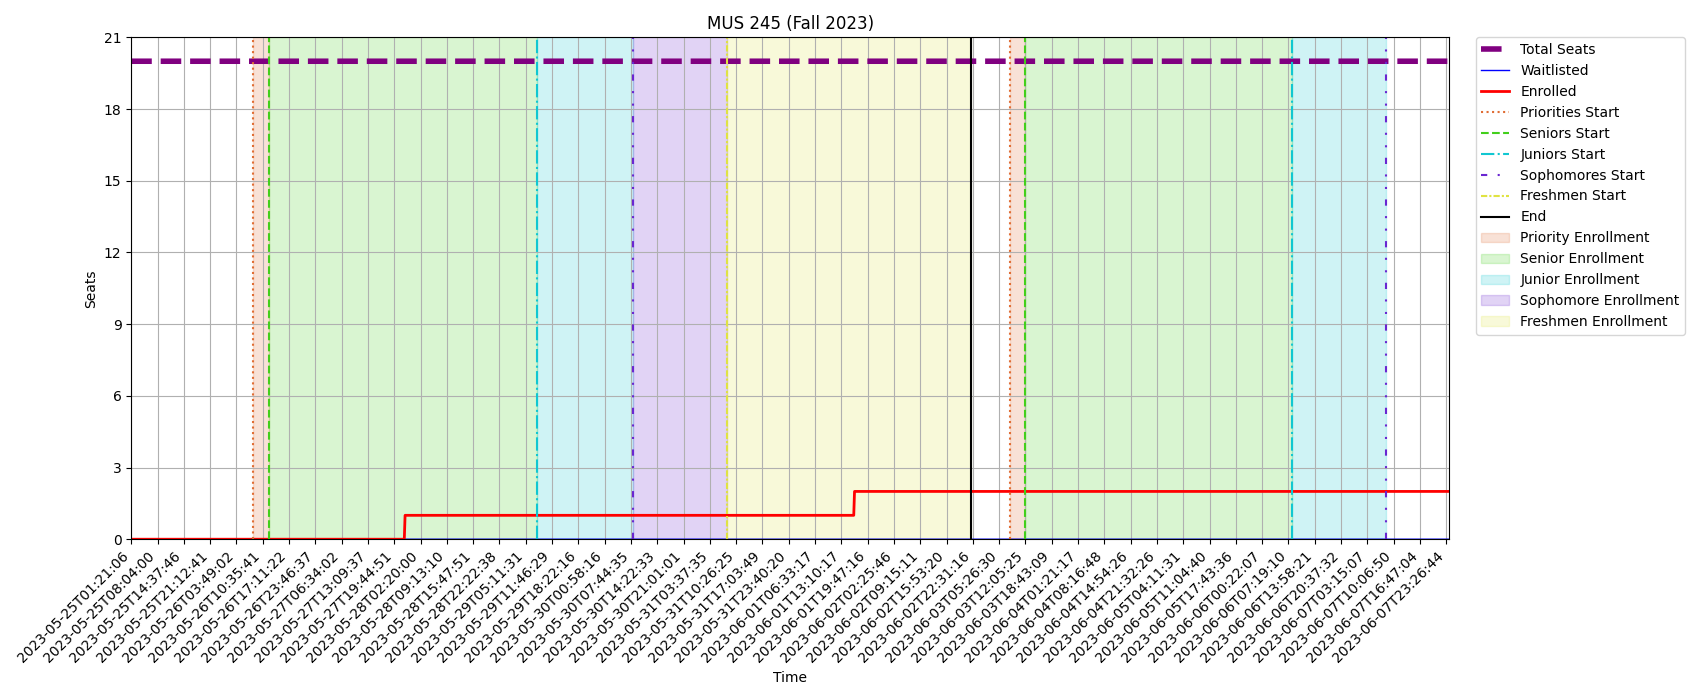 MUS 245 (Fall 2023)
21
18
15
12
9
6
3
0
Seats
2023-05-25T01:21:06
2023-05-25T08:04:00
2023-05-25T14:37:46
2023-05-25T21:12:41
2023-05-26T03:49:02
2023-05-26T10:35:41
2023-05-26T17:11:22
2023-05-26T23:46:37
2023-05-27T06:34:02
2023-05-27T13:09:37
2023-05-27T19:44:51
2023-05-28T02:20:00
2023-05-28T09:13:10
2023-05-28T15:47:51
2023-05-28T22:22:38
2023-05-29T05:11:31
2023-05-29T11:46:29
2023-05-29T18:22:16
2023-05-30T00:58:16
2023-05-30T07:44:35
2023-05-30T14:22:33
2023-05-30T21:01:01
2023-05-31T03:37:35
2023-05-31T10:26:25
2023-05-31T17:03:49
2023-05-31T23:40:20
2023-06-01T06:33:17
2023-06-01T13:10:17
2023-06-01T19:47:16
2023-06-02T02:25:46
2023-06-02T09:15:11
2023-06-02T15:53:20
2023-06-02T22:31:16
2023-06-03T05:26:30
2023-06-03T12:05:25
2023-06-03T18:43:09
2023-06-04T01:21:17
2023-06-04T08:16:48
2023-06-04T14:54:26
2023-06-04T21:32:26
2023-06-05T04:11:31
2023-06-05T11:04:40
2023-06-05T17:43:36
2023-06-06T00:22:07
2023-06-06T07:19:10
2023-06-06T13:58:21
2023-06-06T20:37:32
2023-06-07T03:15:07
2023-06-07T10:06:50
2023-06-07T16:47:04
2023-06-07T23:26:44
Time
Total Seats
Waitlisted
Enrolled
Priorities Start
Seniors Start
Juniors Start
Sophomores Start
Freshmen Start
End
Priority Enrollment
Senior Enrollment
Junior Enrollment
Sophomore Enrollment
Freshmen Enrollment